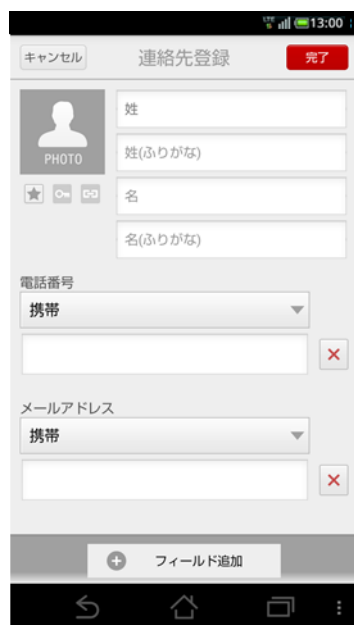 LTE 13:00
キャンセル 連絡先登録 完了
PHOTO
姓
姓(ふりがな)
名
名(ふりがな)
電話番号
携帯
メールアドレス
携帯
フィールド追加